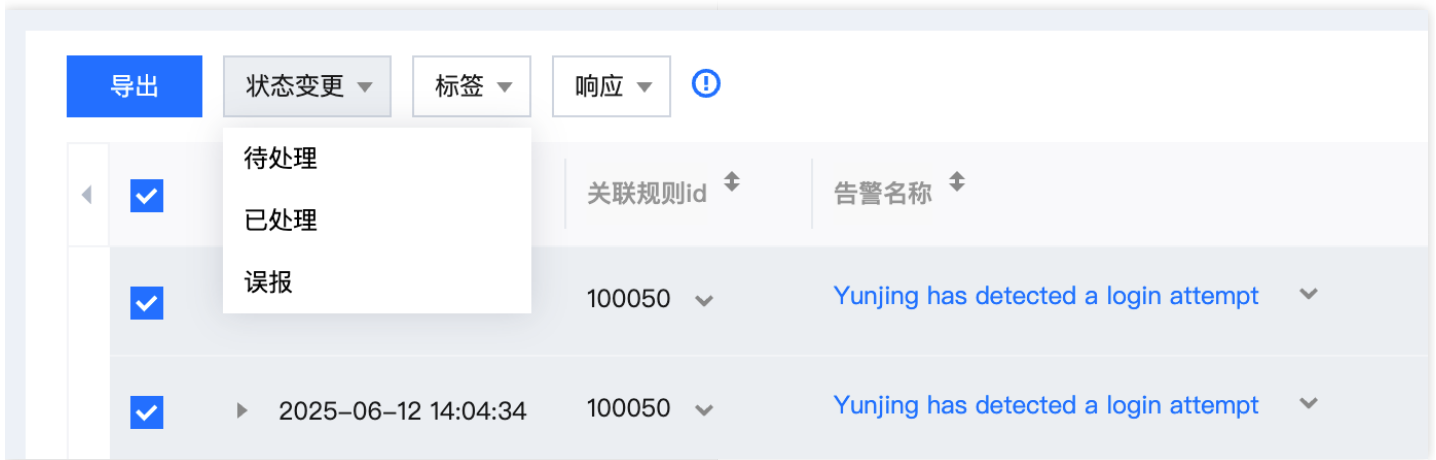 导出 状态变更 标签 响应
待处理
已处理
误报
关联规则id 告警名称
100050 Yunjing has detected a login attempt
2025-06-12 14:04:34 100050 Yunjing has detected a login attempt